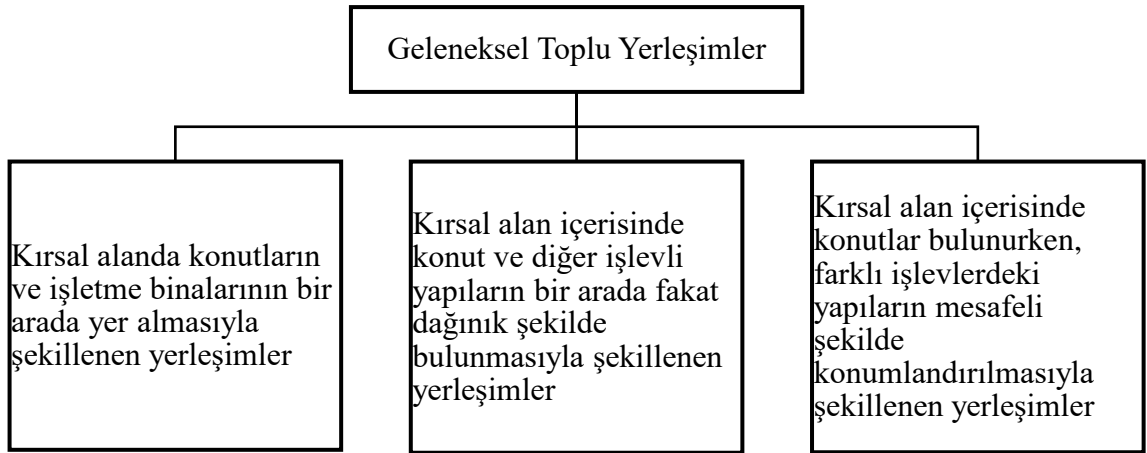 Geleneksel Toplu Yerleşimler
Kırsal alanda konutların
ve işletme binalarının bir
arada yer almasıyla
şekillenen yerleşimler
Kırsal alan içerisinde
konut ve diğer işlevli
yapıların bir arada fakat
dağınık şekilde
bulunmasıyla şekillenen
yerleşimler
Kırsal alan içerisinde
konutlar bulunurken,
farklı işlevlerdeki
yapıların mesafeli
şekilde
konumlandırılmasıyla
şekillenen yerleşimler